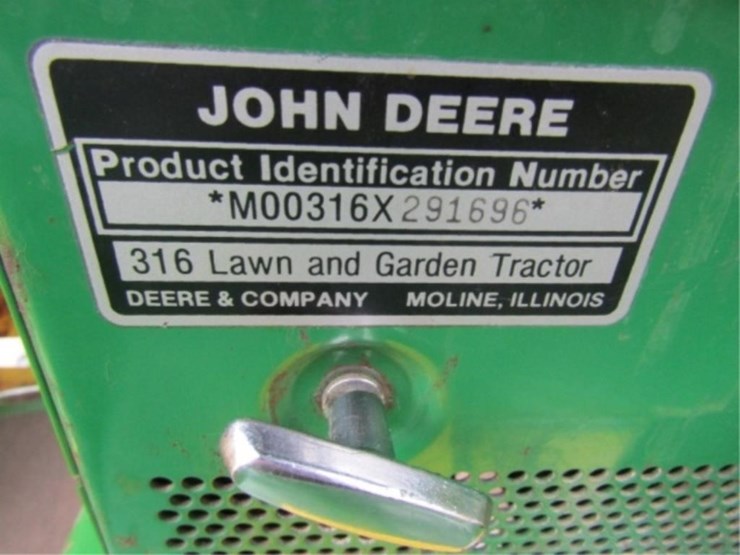 JOHN DEERE
Product Identification Number
*M00316X291696*
316 Lawn and Garden Tractor
DEERE & COMPANY MOLINE, ILLINOIS